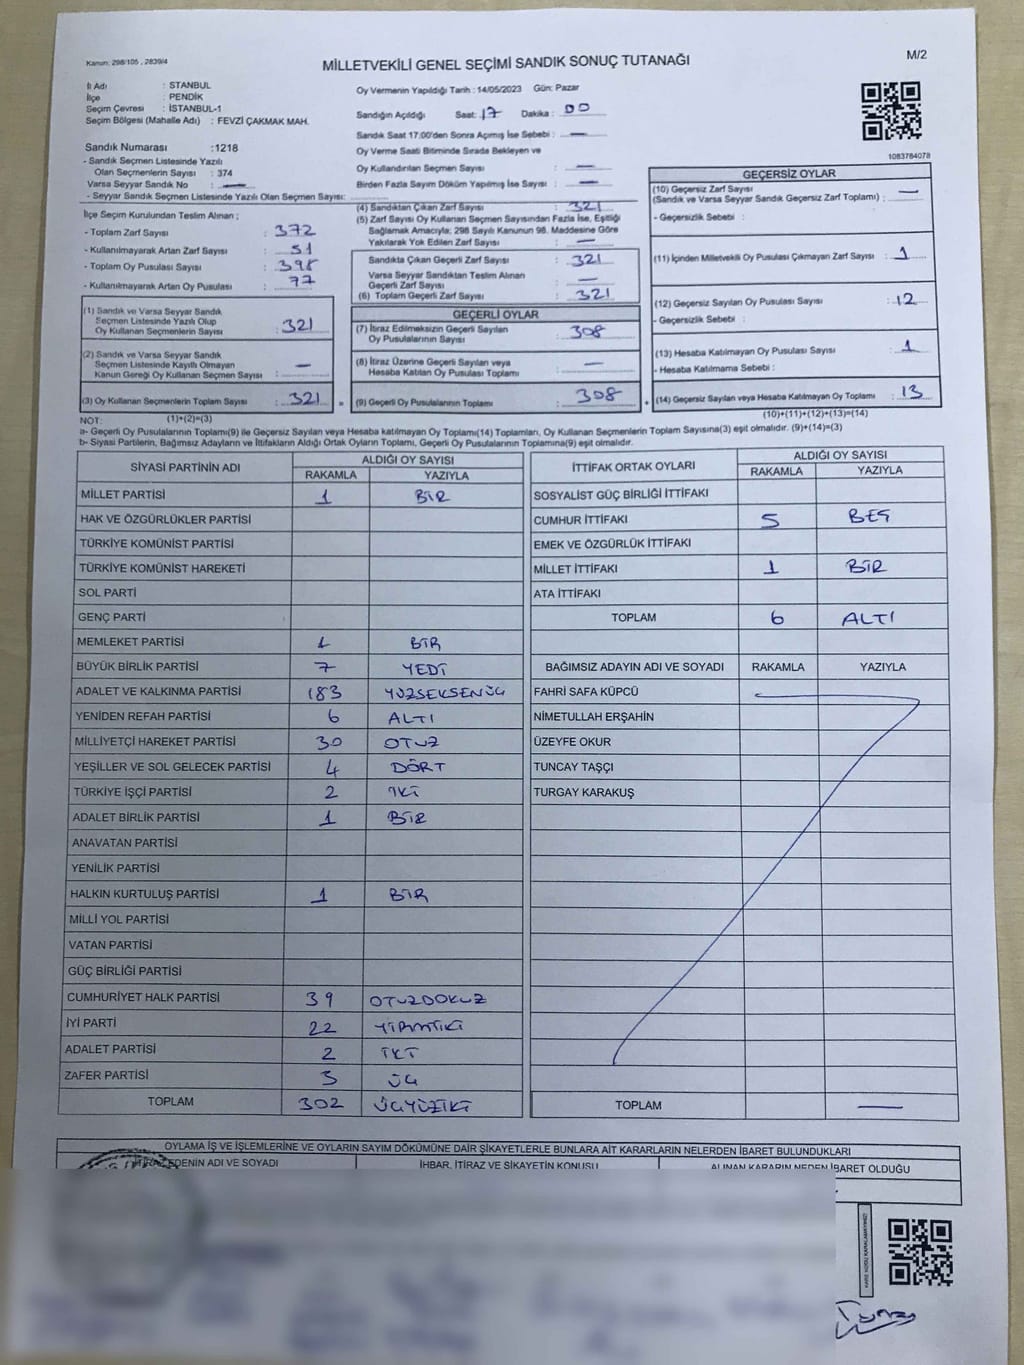 Kanun: 298/105 , 2839/4
MİLLETVEKİLİ GENEL SEÇİMİ SANDIK SONUÇ TUTANAĞI
M/2
İl Adı : STANBUL
İlçe : PENDİK
Seçim Çevresi : İSTANBUL-1
Seçim Bölgesi (Mahalle Adı) : FEVZİ ÇAKMAK MAH.
Sandık Numarası :1218
- Sandık Seçmen Listesinde Yazılı
Olan Seçmenlerin Sayısı : 374
Varsa Seyyar Sandık No : —
- Seyyar Sandık Seçmen Listesinde Yazılı Olan Seçmen Sayısı:
Oy Vermenin Yapıldığı Tarih : 14/05/2023 Gün: Pazar
Sandığın Açıldığı Saat: 17 Dakika: 00
Sandık Saat 17:00'den Sonra Açımış İse Sebebi : —
Oy Verme Saati Bitiminde Sırada Bekleyen ve
Oy Kullandırılan Seçmen Sayısı : —
Birden Fazla Sayım Döküm Yapılmış İse Sayısı : —
1083784078
İlçe Seçim Kurulundan Teslim Alınan ;
- Toplam Zarf Sayısı : 372
- Kullanılmayarak Artan Zarf Sayısı : 51
- Toplam Oy Pusulası Sayısı : 398
- Kullanılmayarak Artan Oy Pusulası : 77
(1) Sandık ve Varsa Seyyar Sandık
Seçmen Listesinde Yazılı Olup
Oy Kullanan Seçmenlerin Sayısı : 321
(2) Sandık ve Varsa Seyyar Sandık
Seçmen Listesinde Kayıtlı Olmayan
Kanun Gereği Oy Kullanan Seçmen Sayısı : —
(3) Oy Kullanan Seçmenlerin Toplam Sayısı : 321 =
(4) Sandıktan Çıkan Zarf Sayısı : 321
(5) Zarf Sayısı Oy Kullanan Seçmen Sayısından Fazla İse, Eşitliği
Sağlamak Amacıyla; 298 Sayılı Kanunun 98. Maddesine Göre
Yakılarak Yok Edilen Zarf Sayısı : —
Sandıkta Çıkan Geçerli Zarf Sayısı : 321
Varsa Seyyar Sandıktan Teslim Alınan
Geçerli Zarf Sayısı : —
(6) Toplam Geçerli Zarf Sayısı : 321
GEÇERLİ OYLAR
(7) İtiraz Edilmeksizin Geçerli Sayılan
Oy Pusulalarının Sayısı : 308
(8) İtiraz Üzerine Geçerli Sayılan veya
Hesaba Katılan Oy Pusulası Toplamı : —
(9) Geçerli Oy Pusulalarının Toplamı : 308 +
GEÇERSİZ OYLAR
(10) Geçersiz Zarf Sayısı
(Sandık ve Varsa Seyyar Sandık Geçersiz Zarf Toplamı) : —
- Geçersizlik Sebebi :
(11) İçinden Milletvekili Oy Pusulası Çıkmayan Zarf Sayısı : 1
(12) Geçersiz Sayılan Oy Pusulası Sayısı : 12
- Geçersizlik Sebebi :
(13) Hesaba Katılmayan Oy Pusulası Sayısı : 1
- Hesaba Katılmama Sebebi :
(14) Geçersiz Sayılan veya Hesaba Katılmayan Oy Toplamı : 13
NOT: (1)+(2)=(3) (10)+(11)+(12)+(13)=(14)
a- Geçerli Oy Pusulalarının Toplamı(9) ile Geçersiz Sayılan veya Hesaba Katılmayan Oy Toplamı(14) Toplamları, Oy Kullanan Seçmenlerin Toplam Sayısına(3) eşit olmalıdır. (9)+(14)=(3)
b- Siyasi Partilerin, Bağımsız Adayların ve İttifakların Aldığı Ortak Oyların Toplamı, Geçerli Oy Pusulalarının Toplamına(9) eşit olmalıdır.
SİYASİ PARTİNİN ADI ALDIĞI OY SAYISI
RAKAMLA YAZIYLA
MİLLET PARTİSİ 1 BİR
HAK VE ÖZGÜRLÜKLER PARTİSİ
TÜRKİYE KOMÜNİST PARTİSİ
TÜRKİYE KOMÜNİST HAREKETİ
SOL PARTİ
GENÇ PARTİ
MEMLEKET PARTİSİ 1 BİR
BÜYÜK BİRLİK PARTİSİ 7 YEDİ
ADALET VE KALKINMA PARTİSİ 183 YÜZSEKSENÜÇ
YENİDEN REFAH PARTİSİ 6 ALTI
MİLLİYETÇİ HAREKET PARTİSİ 30 OTUZ
YEŞİLLER VE SOL GELECEK PARTİSİ 4 DÖRT
TÜRKİYE İŞÇİ PARTİSİ 2 İKİ
ADALET BİRLİK PARTİSİ 1 BİR
ANAVATAN PARTİSİ
YENİLİK PARTİSİ
HALKIN KURTULUŞ PARTİSİ 1 BİR
MİLLİ YOL PARTİSİ
VATAN PARTİSİ
GÜÇ BİRLİĞİ PARTİSİ
CUMHURİYET HALK PARTİSİ 39 OTUZDOKUZ
İYİ PARTİ 22 YİRMİİKİ
ADALET PARTİSİ 2 İKİ
ZAFER PARTİSİ 3 ÜÇ
TOPLAM 302 ÜÇYÜZİKİ
İTTİFAK ORTAK OYLARI ALDIĞI OY SAYISI
RAKAMLA YAZIYLA
SOSYALİST GÜÇ BİRLİĞİ İTTİFAKI
CUMHUR İTTİFAKI 5 BEŞ
EMEK VE ÖZGÜRLÜK İTTİFAKI
MİLLET İTTİFAKI 1 BİR
ATA İTTİFAKI
TOPLAM 6 ALTI
BAĞIMSIZ ADAYIN ADI VE SOYADI RAKAMLA YAZIYLA
FAHRİ SAFA KÜPCÜ
NİMETULLAH ERŞAHİN
ÜZEYFE OKUR
TUNCAY TAŞÇI
TURGAY KARAKUŞ
TOPLAM —
OYLAMA İŞ VE İŞLEMLERİNE VE OYLARIN SAYIM DÖKÜMÜNE DAİR ŞİKAYETLERLE BUNLARA AİT KARARLARIN NELERDEN İBARET BULUNDUKLARI
EDENİN ADI VE SOYADI İHBAR, İTİRAZ VE ŞİKAYETİN KONUSU ALINAN KARARIN NEDEN İBARET OLDUĞU